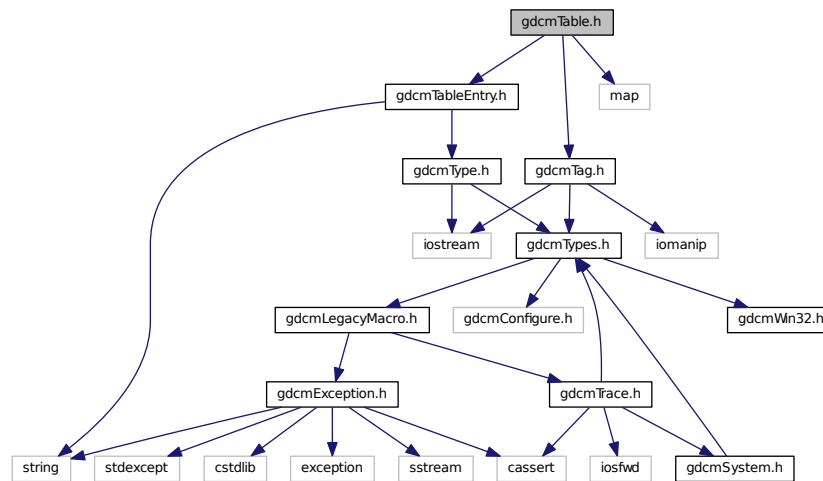 gdcmTable.h
gdcmTableEntry.h
map
gdcmType.h
gdcmTag.h
iostream
gdcmTypes.h
iomanip
gdcmLegacyMacro.h
gdcmConfigure.h
gdcmWin32.h
gdcmException.h
gdcmTrace.h
string
stdexcept
cstdlib
exception
sstream
cassert
iosfwd
gdcmSystem.h